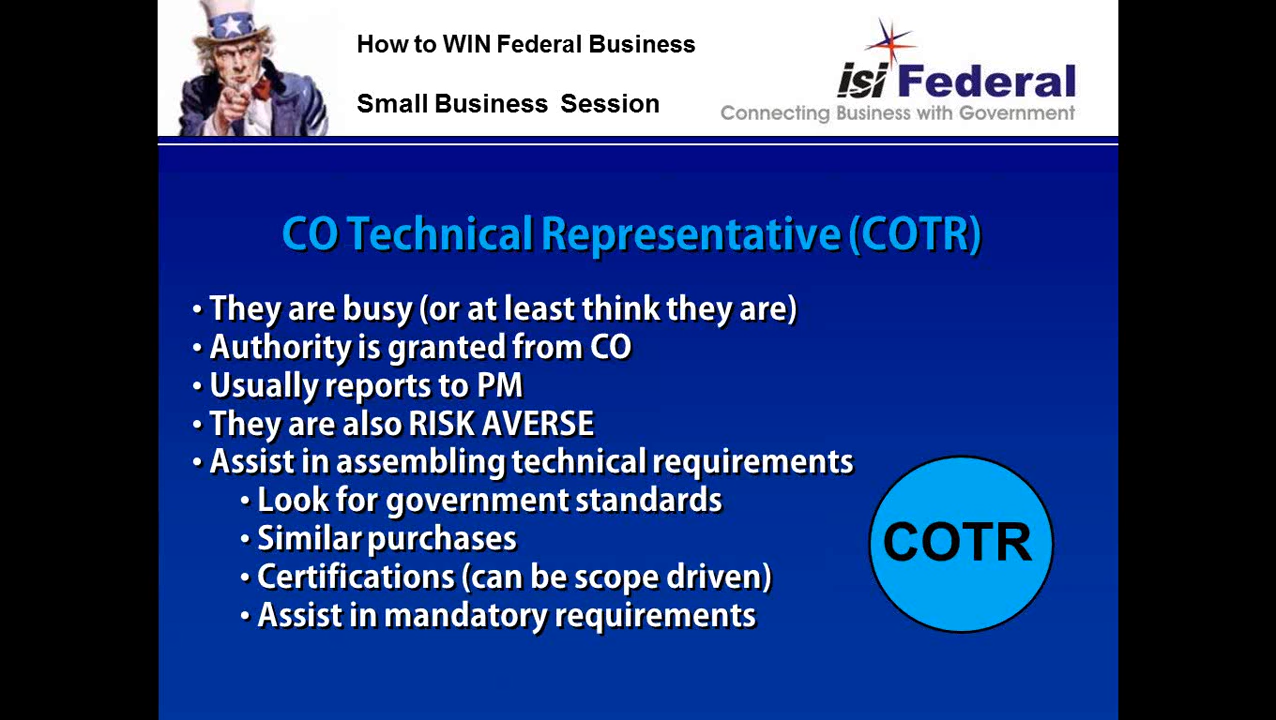 How to WIN Federal Business
Small Business Session
isi Federal
Connecting Business with Government
CO Technical Representative (COTR)
• They are busy (or at least think they are)
• Authority is granted from CO
• Usually reports to PM
• They are also RISK AVERSE
• Assist in assembling technical requirements
• Look for government standards
• Similar purchases
• Certifications (can be scope driven)
• Assist in mandatory requirements
COTR